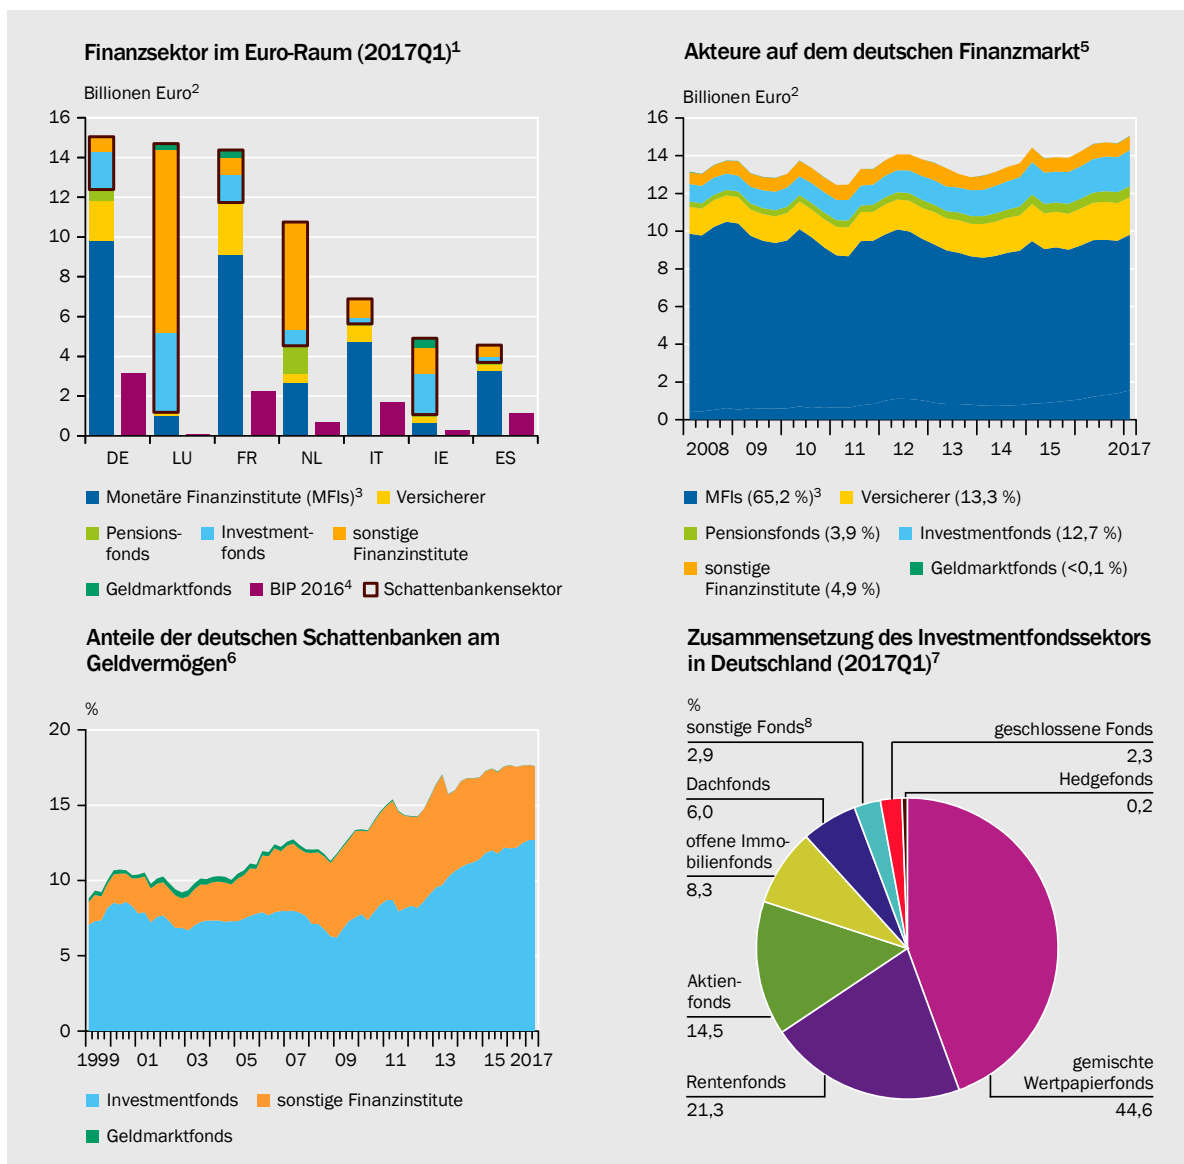 Finanzsektor im Euro-Raum (2017Q1)1
Billionen Euro2
16
14
12
10
8
6
4
2
0
DE
LU
FR
NL
IT
IE
ES
Monetäre Finanzinstitute (MFIs)3
Versicherer
Pensions-
fonds
Investment-
fonds
sonstige
Finanzinstitute
Geldmarktfonds
BIP 20164
Schattenbankensektor
Akteure auf dem deutschen Finanzmarkt5
Billionen Euro2
16
14
12
10
8
6
4
2
0
2008
09
10
11
12
13
14
15
2017
MFIs (65,2 %)3
Versicherer (13,3 %)
Pensionsfonds (3,9 %)
Investmentfonds (12,7 %)
sonstige
Finanzinstitute (4,9 %)
Geldmarktfonds (<0,1 %)
Anteile der deutschen Schattenbanken am
Geldvermögen6
%
20
15
10
5
0
1999
01
03
05
07
09
11
13
15
2017
Investmentfonds
sonstige Finanzinstitute
Geldmarktfonds
Zusammensetzung des Investmentfondssektors
in Deutschland (2017Q1)7
%
sonstige Fonds8
2,9
geschlossene Fonds
2,3
Dachfonds
6,0
Hedgefonds
0,2
offene Immo-
bilienfonds
8,3
Aktien-
fonds
14,5
Rentenfonds
21,3
gemischte
Wertpapierfonds
44,6